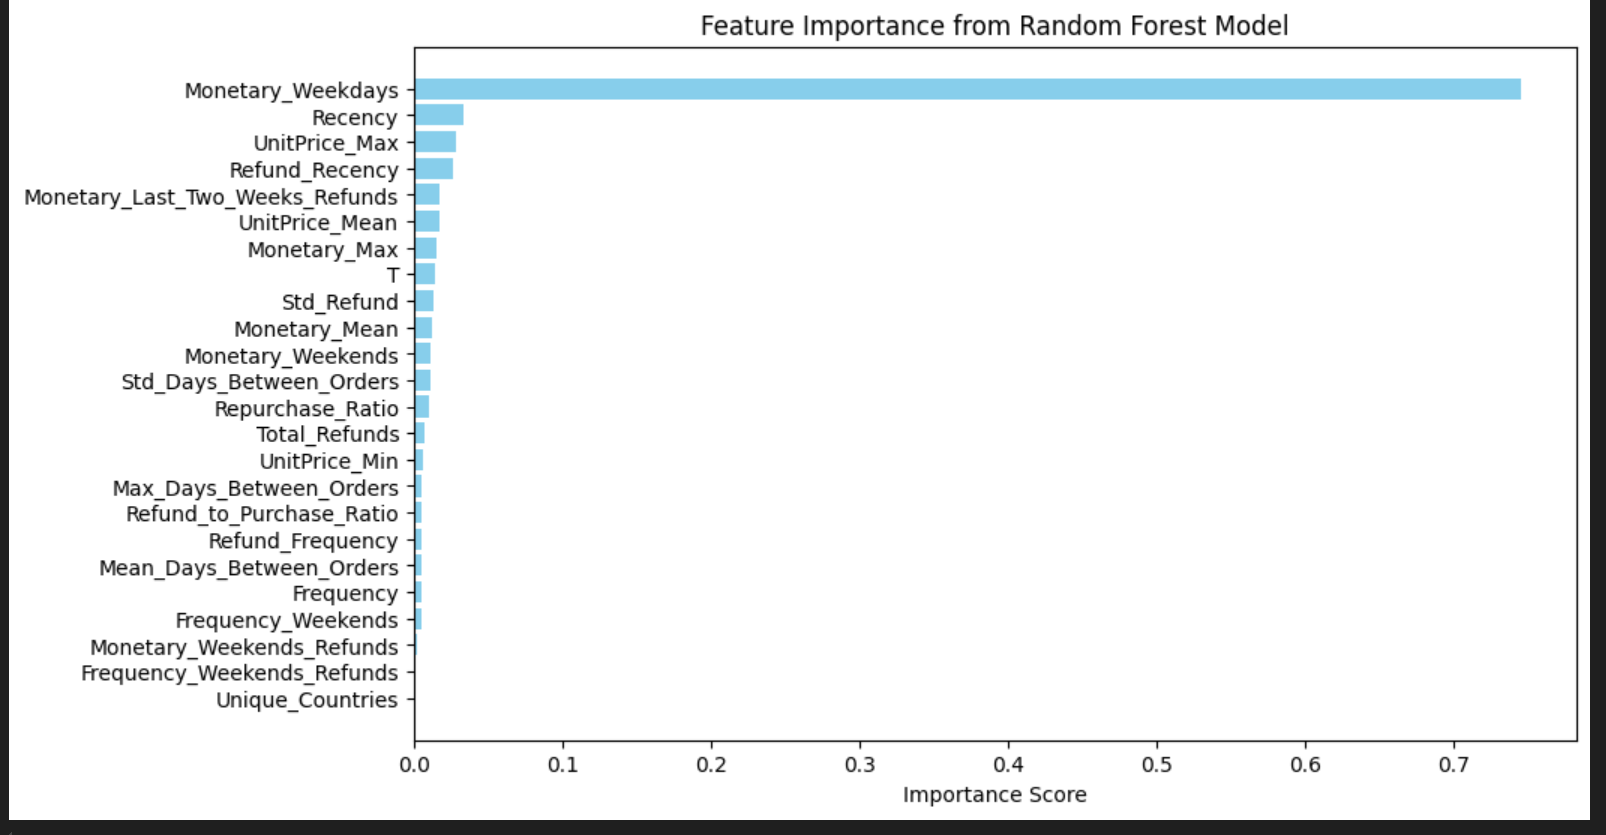 Feature Importance from Random Forest Model
Monetary_Weekdays
Recency
UnitPrice_Max
Refund_Recency
Monetary_Last_Two_Weeks_Refunds
UnitPrice_Mean
Monetary_Max
T
Std_Refund
Monetary_Mean
Monetary_Weekends
Std_Days_Between_Orders
Repurchase_Ratio
Total_Refunds
UnitPrice_Min
Max_Days_Between_Orders
Refund_to_Purchase_Ratio
Refund_Frequency
Mean_Days_Between_Orders
Frequency
Frequency_Weekends
Monetary_Weekends_Refunds
Frequency_Weekends_Refunds
Unique_Countries
0.0 0.1 0.2 0.3 0.4 0.5 0.6 0.7
Importance Score